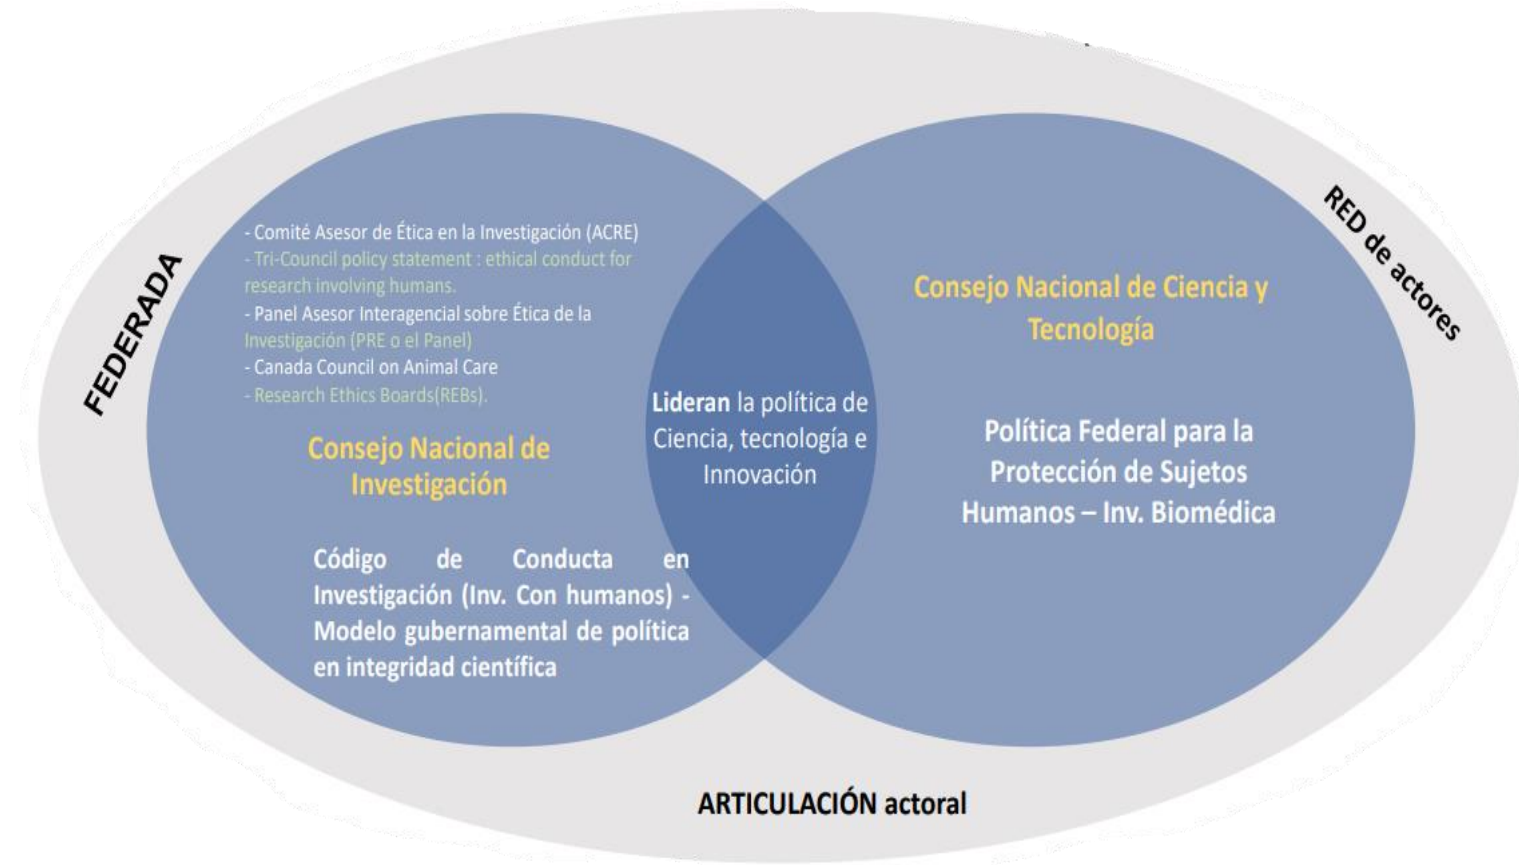 FEDERADA
RED de actores
- Comité Asesor de Ética en la Investigación (ACRE)
- Tri-Council policy statement : ethical conduct for
research involving humans.
- Panel Asesor Interagencial sobre Ética de la
Investigación (PRE o el Panel)
- Canada Council on Animal Care
- Research Ethics Boards(REBs).
Consejo Nacional de
Investigación
Código de Conducta en
Investigación (Inv. Con humanos) -
Modelo gubernamental de política
en integridad científica
Lideran la política de
Ciencia, tecnología e
Innovación
Consejo Nacional de Ciencia y
Tecnología
Política Federal para la
Protección de Sujetos
Humanos – Inv. Biomédica
ARTICULACIÓN actoral